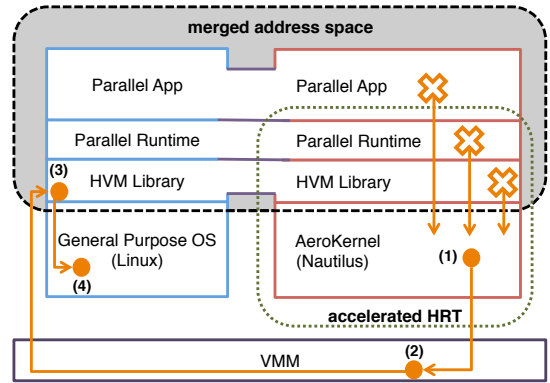 merged address space
Parallel App
Parallel App
Parallel Runtime
Parallel Runtime
(3)
HVM Library
HVM Library
General Purpose OS
(Linux)
(4)
AeroKernel
(Nautilus)
(1)
accelerated HRT
(2)
VMM